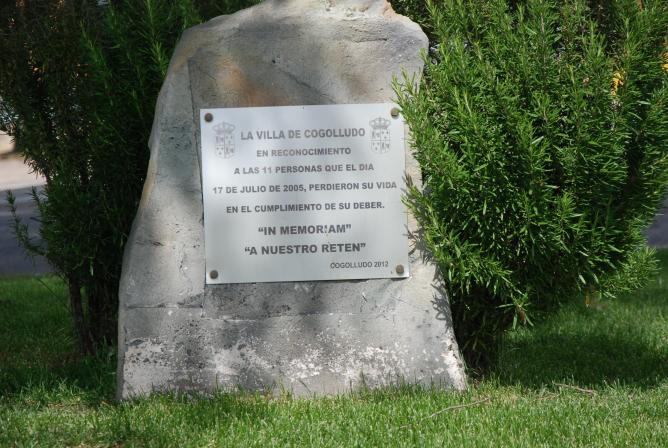 LA VILLA DE COGOLLUDO
EN RECONOCIMIENTO
A LAS 11 PERSONAS QUE EL DIA
17 DE JULIO DE 2005, PERDIERON SU VIDA
EN EL CUMPLIMIENTO DE SU DEBER.
“IN MEMORIAM”
“A NUESTRO RETEN”
COGOLLUDO 2012